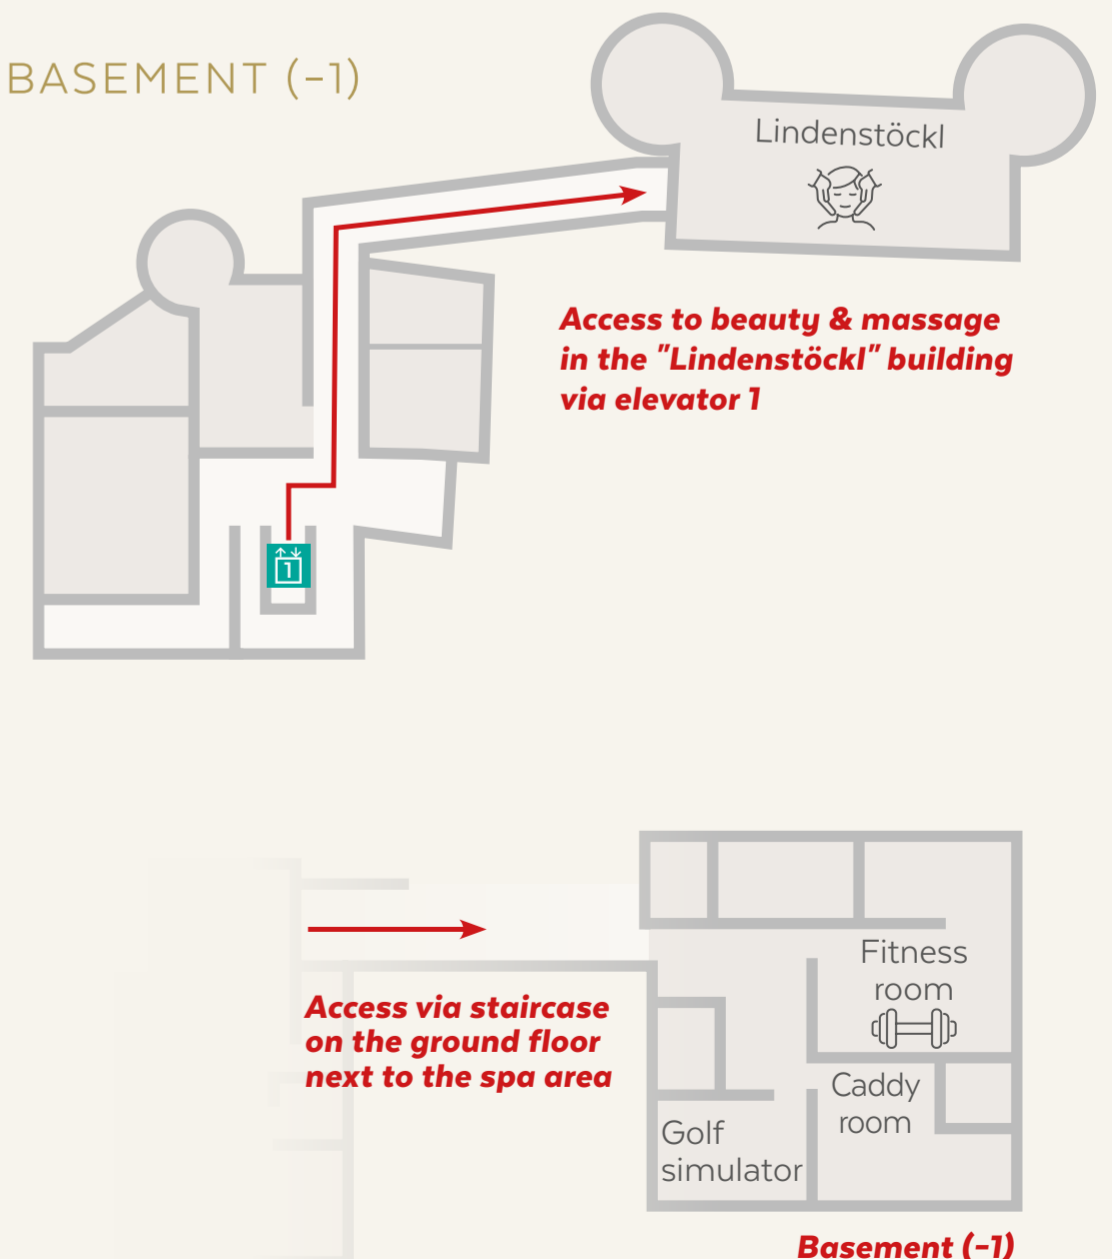 BASEMENT (-1)
Lindenstöckl
Access to beauty & massage
in the "Lindenstöckl" building
via elevator 1
1
Access via staircase
on the ground floor
next to the spa area
Fitness
room
Caddy
room
Golf
simulator
Basement (-1)